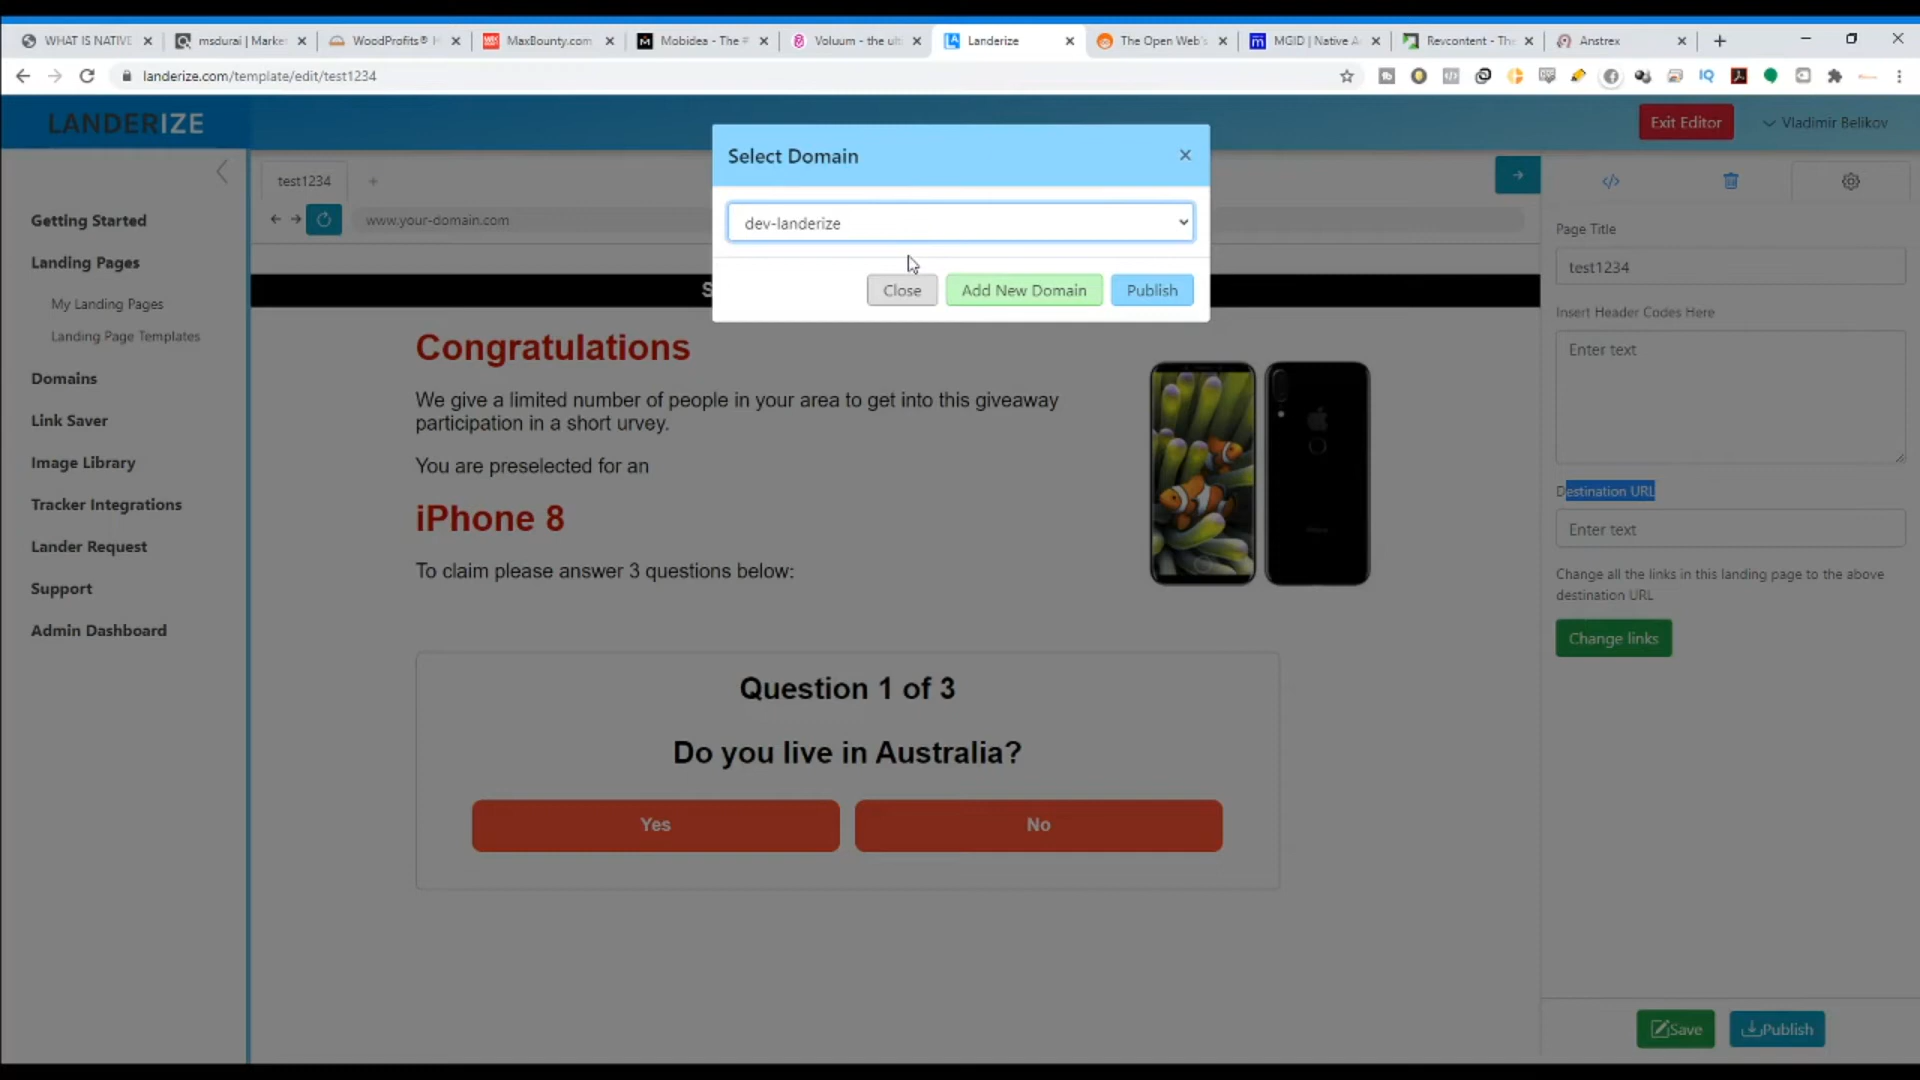 WHAT IS NATIVE
msdurai | Marke
WoodProfits® H
MaxBounty.com
Mobidea - The #
Voluum - the ult
Landerize
The Open Web's
MGID | Native A
Revcontent - The
Anstrex
landerize.com/template/edit/test1234
LANDERIZE
Exit Editor
Vladimir Belikov
Select Domain
dev-landerize
Close
Add New Domain
Publish
Getting Started
Landing Pages
My Landing Pages
Landing Page Templates
Domains
Link Saver
Image Library
Tracker Integrations
Lander Request
Support
Admin Dashboard
test1234
www.your-domain.com
S
Congratulations
We give a limited number of people in your area to get into this giveaway
participation in a short urvey.
You are preselected for an
iPhone 8
To claim please answer 3 questions below:
Question 1 of 3
Do you live in Australia?
Yes
No
Page Title
test1234
Insert Header Codes Here
Enter text
Destination URL
Enter text
Change all the links in this landing page to the above
destination URL
Change links
Save
Publish